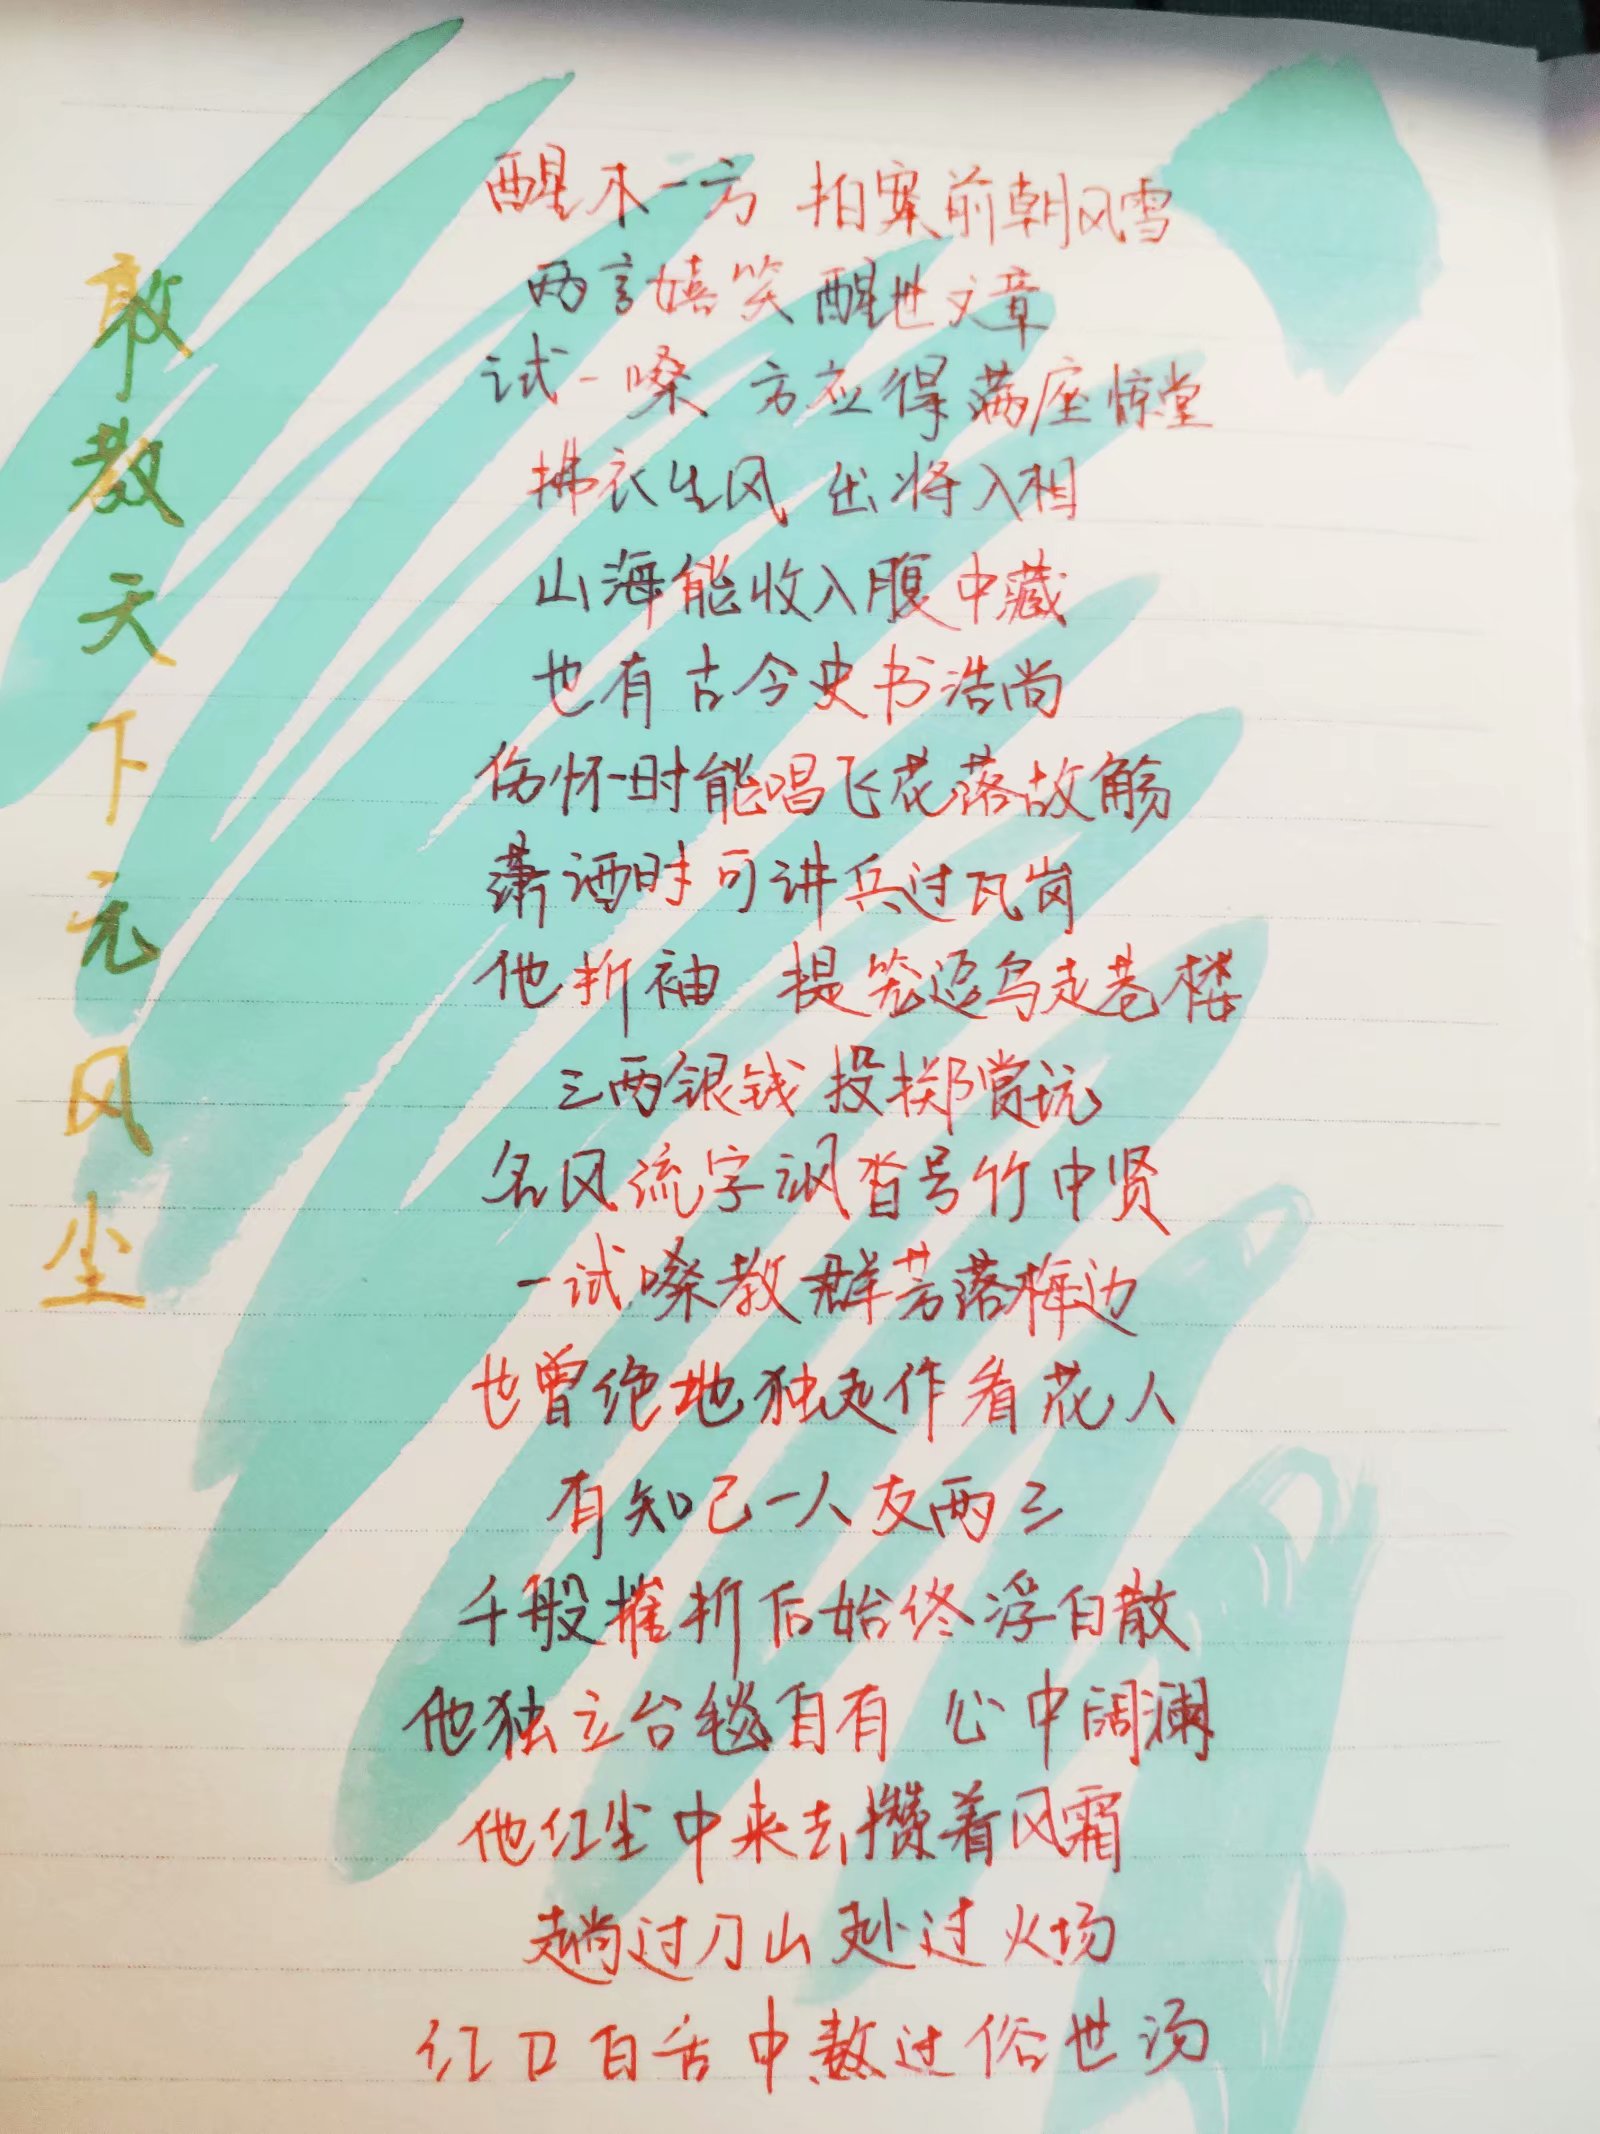 敢教天下无风尘
醒木一方 拍案前朝风雪
两言嬉笑 醒世文章
试一嗓 方应得满座惊堂
拂衣生风 出将入相
山海能收入腹中藏
也有古今史书浩尚
伤怀时能唱飞花落故觞
潇洒时可讲兵过瓦岗
他折袖 提笼逗鸟走巷楼
三两银钱 投掷赏玩
名风流字讽沓号竹中贤
一试嗓教群芳落梅边
也曾绝地独起作看花人
有知己一人友两三
千般摧折后始终浮白散
他独立台毯自有 心中阔澜
他红尘中来去攒着风霜
趟过刀山赴过火场
红口白舌中熬过俗世汤